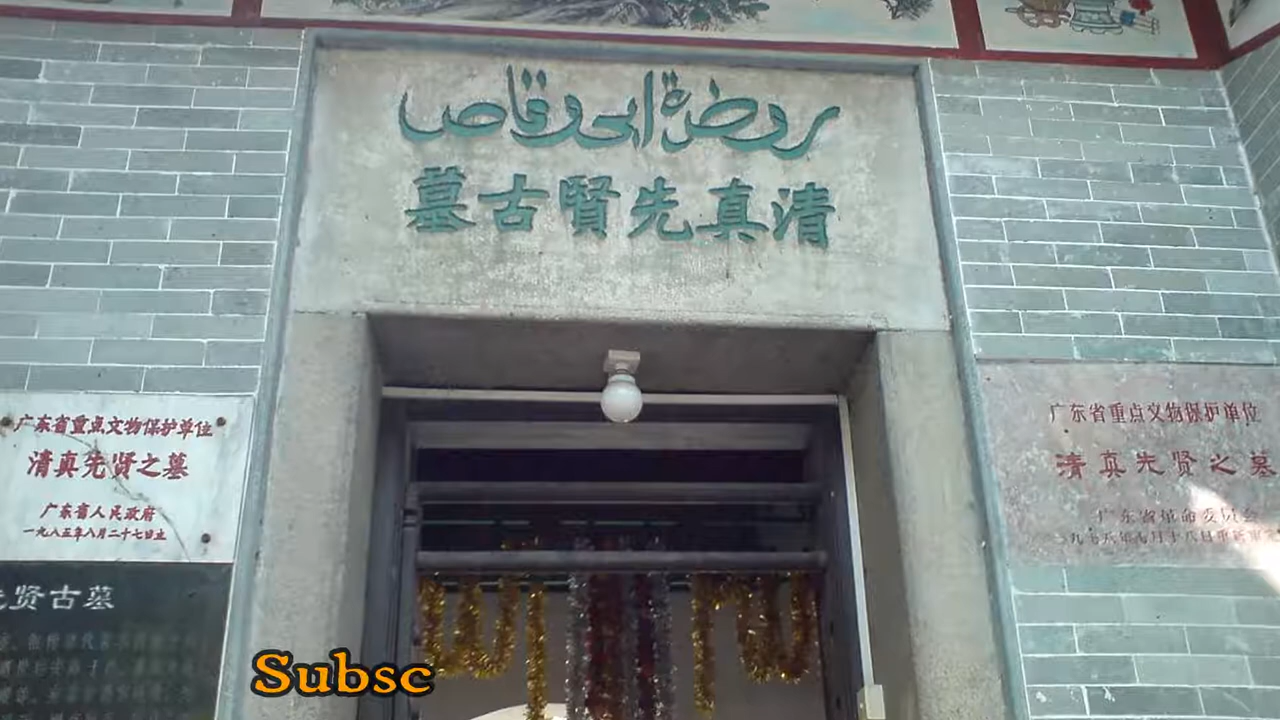 روضة ابي وقاص
清真先賢古墓
广东省重点文物保护单位
清真先贤之墓
广东省人民政府
一九八五年八月二十七日立
先贤古墓
广东省重点文物保护单位
清真先贤之墓
广东省革命委员会
Subsc